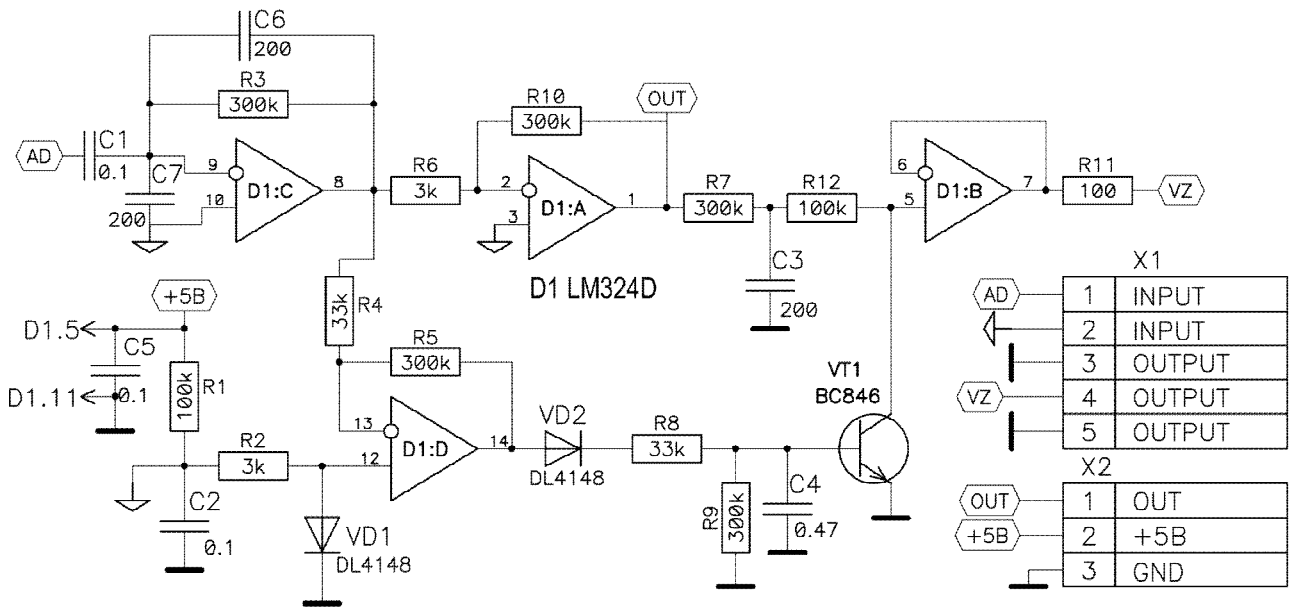 C6
200
R3
300k
C1
0.1
AD
C7
200
9
10
D1:C
8
R6
3k
R10
300k
OUT
2
3
D1:A
1
D1 LM324D
R7
300k
R12
100k
C3
200
6
5
D1:B
7
R11
100
VZ
+5B
D1.5
C5
0.1
D1.11
100k
R1
33k
R4
R5
300k
13
12
D1:D
14
R2
3k
C2
0.1
VD1
DL4148
VD2
DL4148
R8
33k
R9
300k
C4
0.47
VT1
BC846
X1
AD 1 INPUT
2 INPUT
3 OUTPUT
VZ 4 OUTPUT
5 OUTPUT
X2
OUT 1 OUT
+5B 2 +5B
3 GND